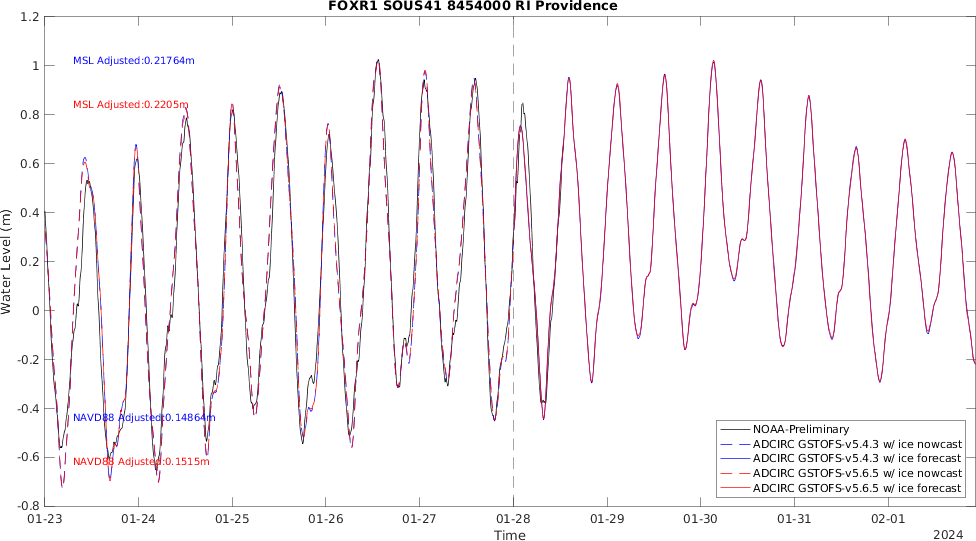 FOXR1 SOUS41 8454000 RI Providence
1.2
1
0.8
0.6
0.4
0.2
0
-0.2
-0.4
-0.6
-0.8
Water Level (m)
MSL Adjusted:0.21764m
MSL Adjusted:0.2205m
NAVD88 Adjusted:0.14864m
NAVD88 Adjusted:0.1515m
NOAA-Preliminary
ADCIRC GSTOFS-v5.4.3 w/ ice nowcast
ADCIRC GSTOFS-v5.4.3 w/ ice forecast
ADCIRC GSTOFS-v5.6.5 w/ ice nowcast
ADCIRC GSTOFS-v5.6.5 w/ ice forecast
01-23 01-24 01-25 01-26 01-27 01-28 01-29 01-30 01-31 02-01
Time
2024